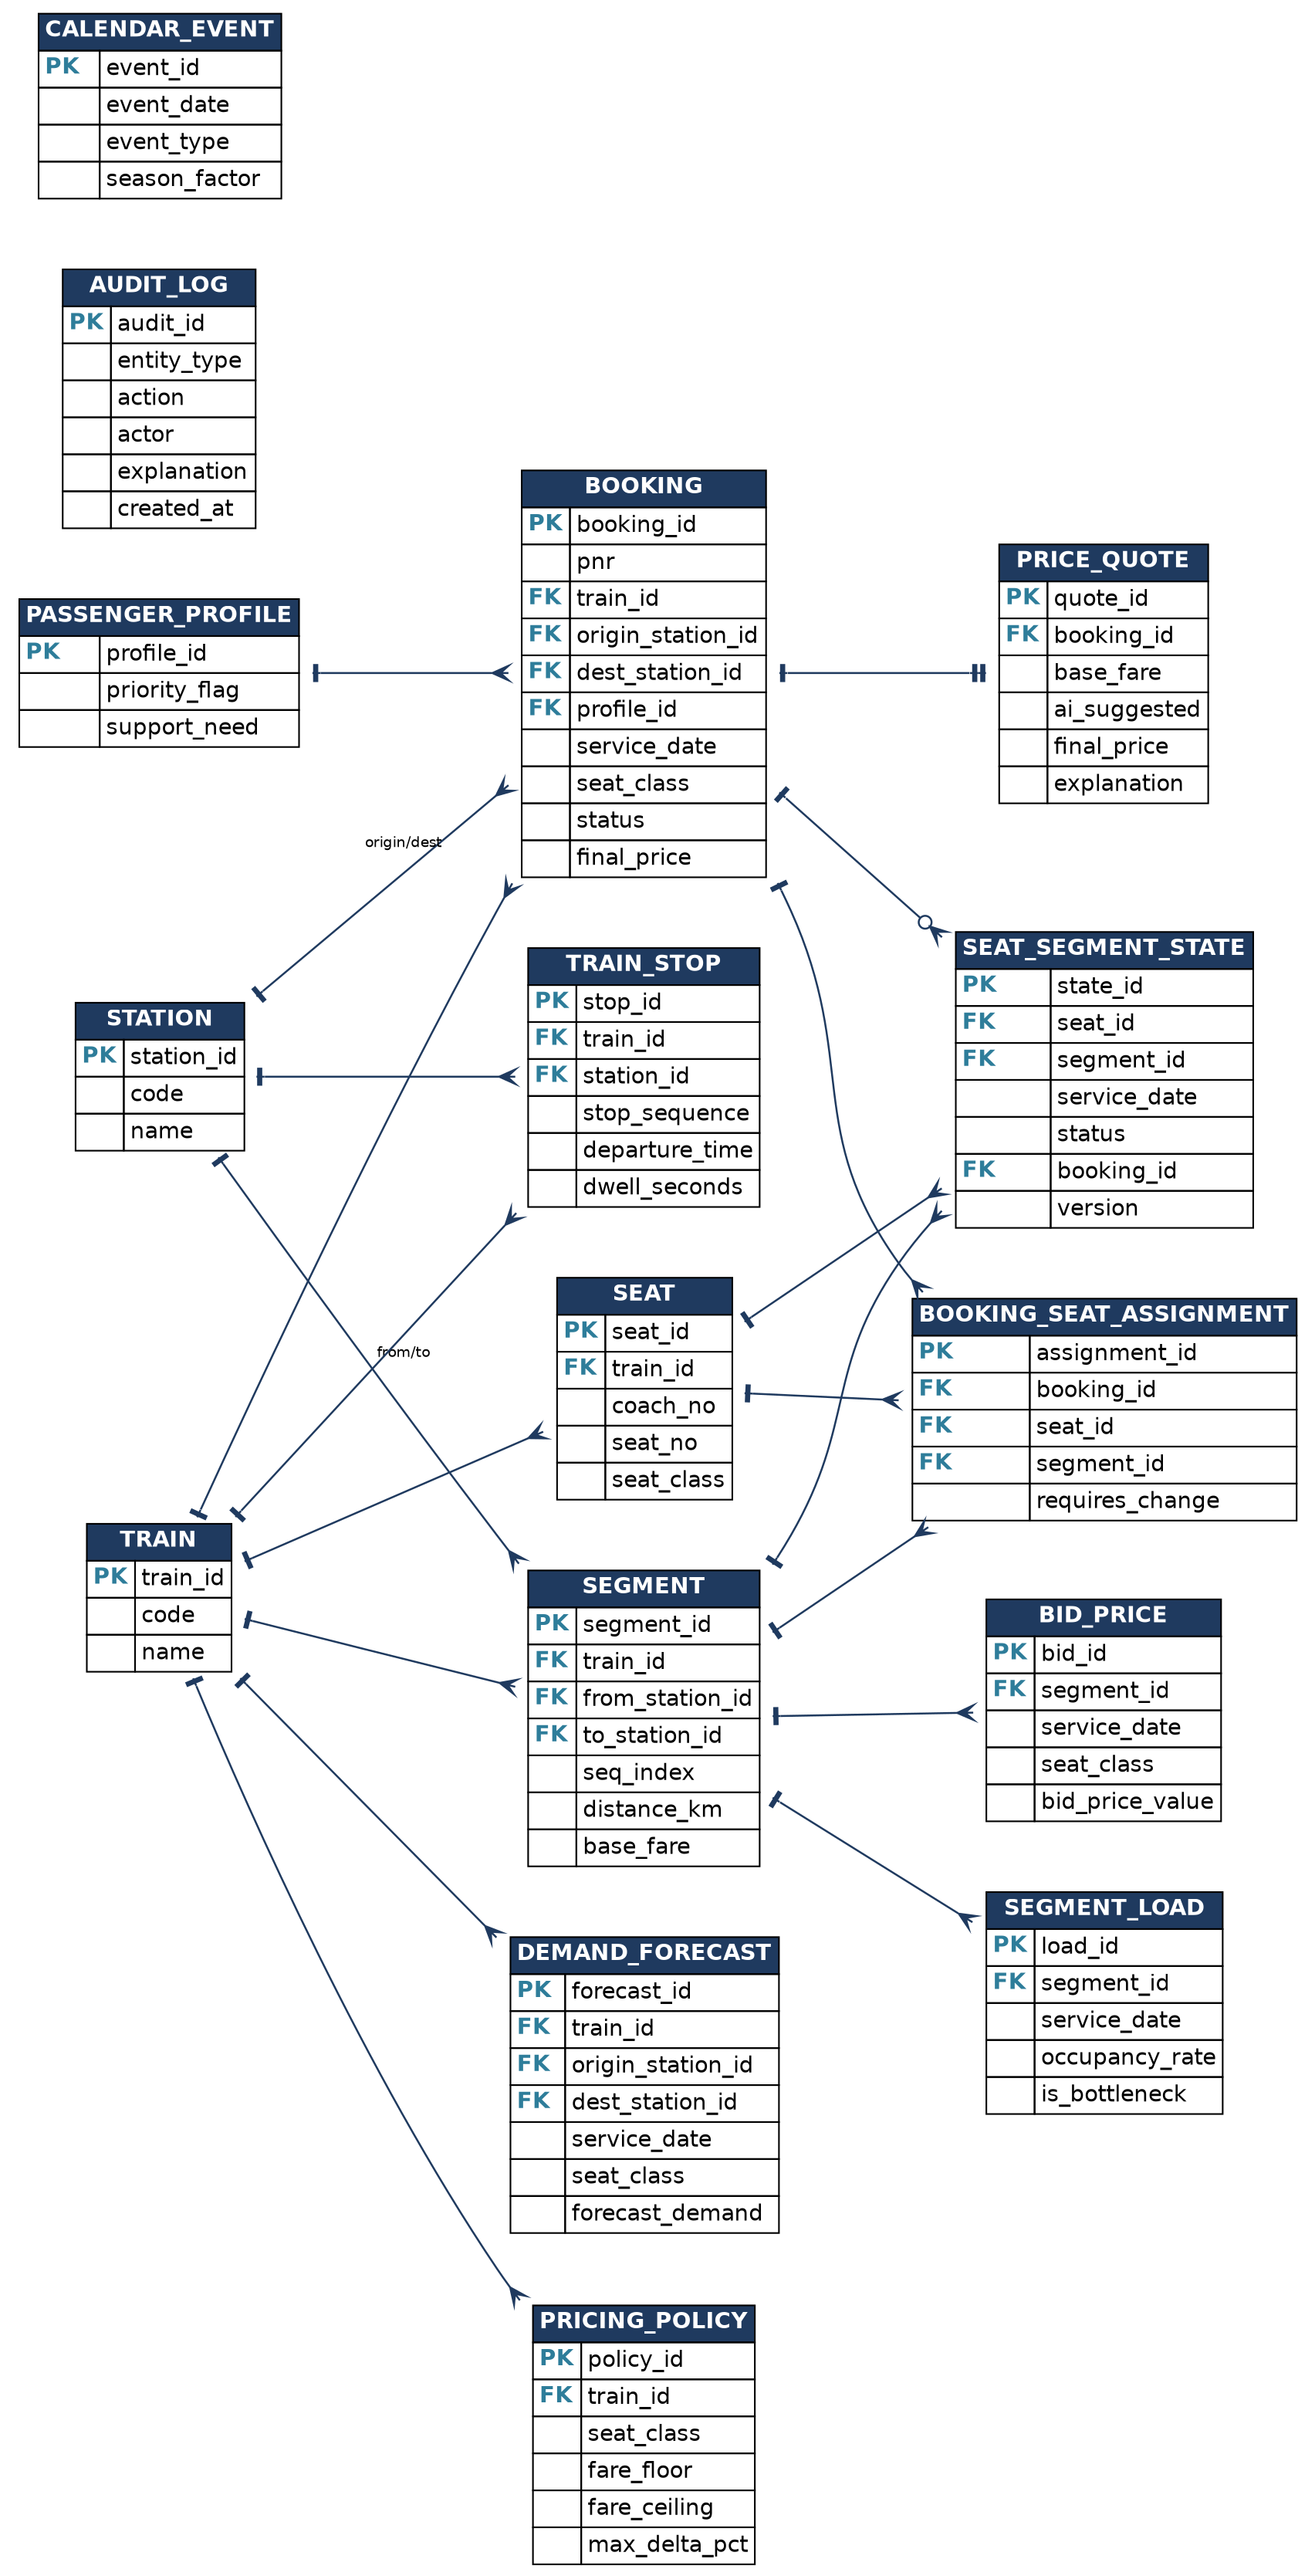 CALENDAR_EVENT
PK event_id
event_date
event_type
season_factor
AUDIT_LOG
PK audit_id
entity_type
action
actor
explanation
created_at
PASSENGER_PROFILE
PK profile_id
priority_flag
support_need
BOOKING
PK booking_id
pnr
FK train_id
FK origin_station_id
FK dest_station_id
FK profile_id
service_date
seat_class
status
final_price
PRICE_QUOTE
PK quote_id
FK booking_id
base_fare
ai_suggested
final_price
explanation
origin/dest
STATION
PK station_id
code
name
TRAIN_STOP
PK stop_id
FK train_id
FK station_id
stop_sequence
departure_time
dwell_seconds
SEAT_SEGMENT_STATE
PK state_id
FK seat_id
FK segment_id
service_date
status
FK booking_id
version
from/to
SEAT
PK seat_id
FK train_id
coach_no
seat_no
seat_class
BOOKING_SEAT_ASSIGNMENT
PK assignment_id
FK booking_id
FK seat_id
FK segment_id
requires_change
TRAIN
PK train_id
code
name
SEGMENT
PK segment_id
FK train_id
FK from_station_id
FK to_station_id
seq_index
distance_km
base_fare
BID_PRICE
PK bid_id
FK segment_id
service_date
seat_class
bid_price_value
SEGMENT_LOAD
PK load_id
FK segment_id
service_date
occupancy_rate
is_bottleneck
DEMAND_FORECAST
PK forecast_id
FK train_id
FK origin_station_id
FK dest_station_id
service_date
seat_class
forecast_demand
PRICING_POLICY
PK policy_id
FK train_id
seat_class
fare_floor
fare_ceiling
max_delta_pct